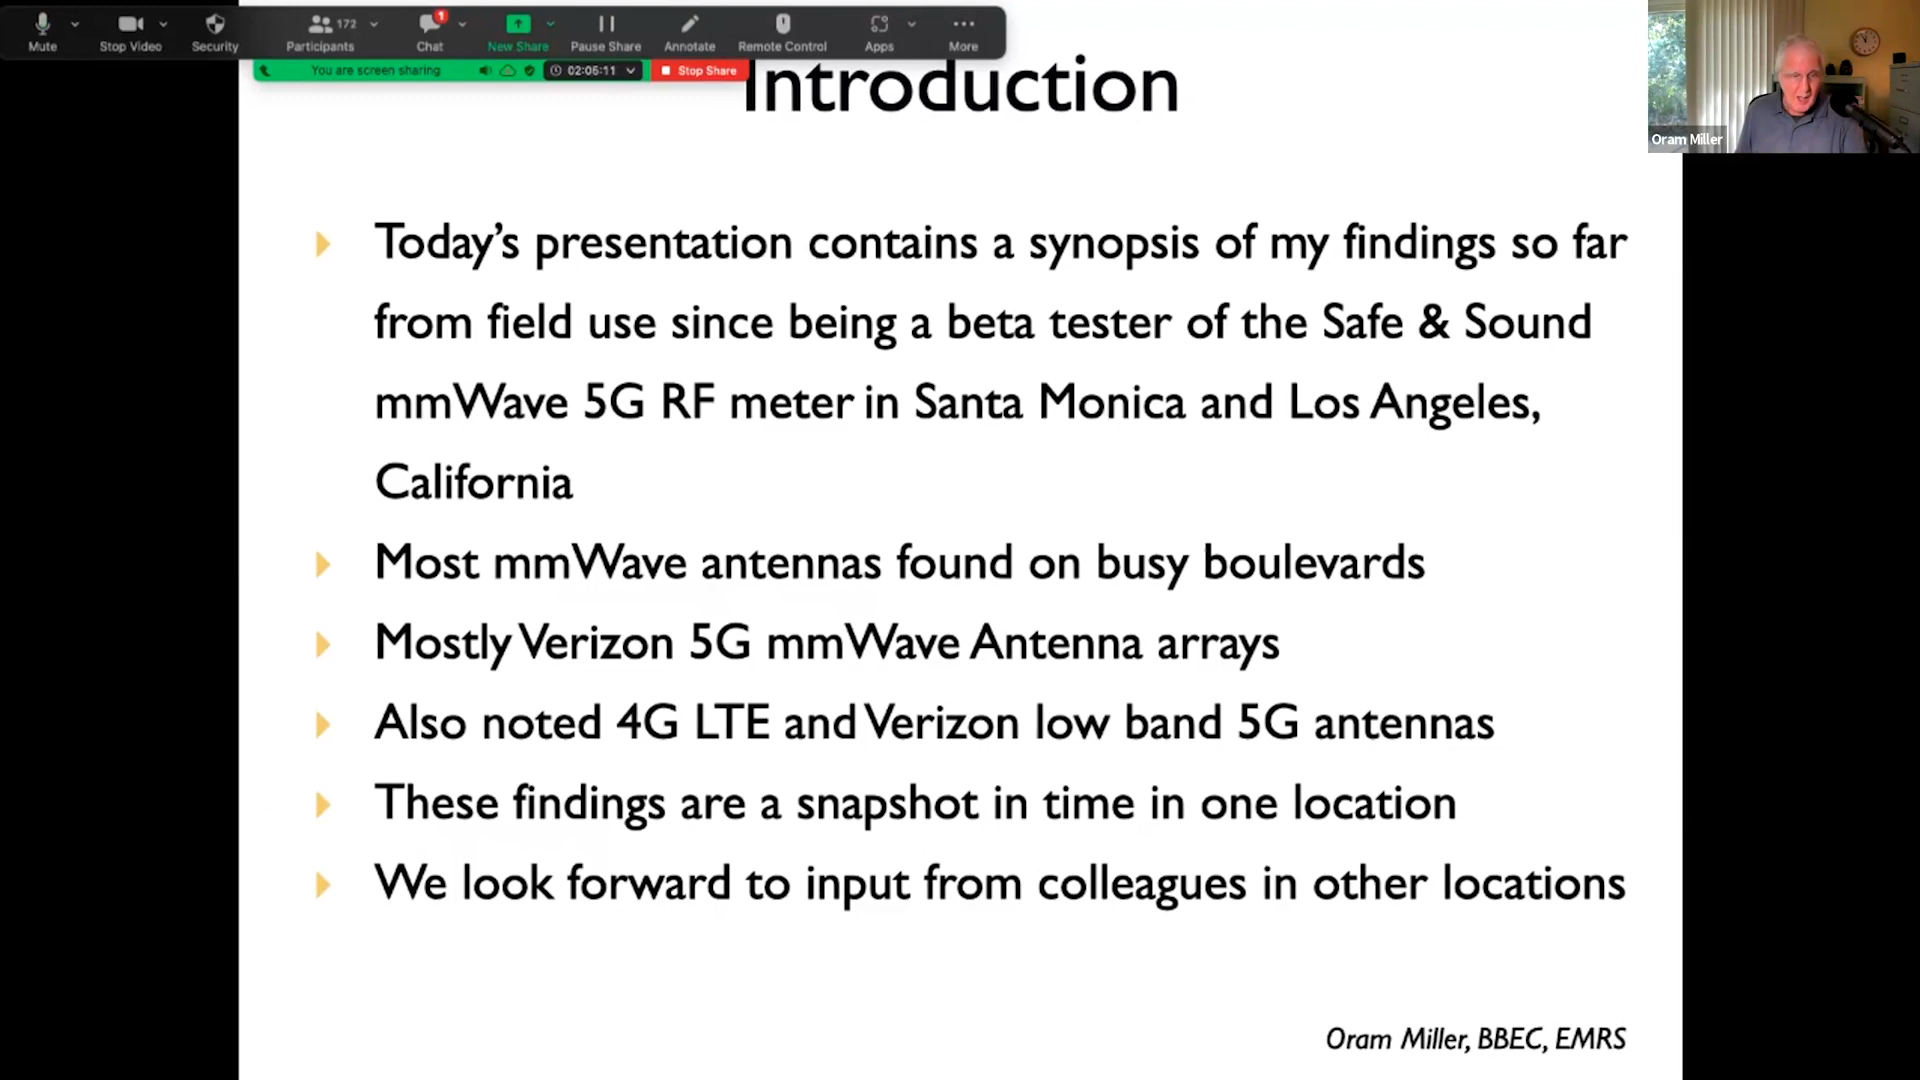 172
1
Mute
Stop Video
Security
Participants
Chat
New Share
Pause Share
Annotate
Remote Control
Apps
More
You are screen sharing
02:05:11
Stop Share
Oram Miller
Introduction
Today's presentation contains a synopsis of my findings so far
from field use since being a beta tester of the Safe & Sound
mmWave 5G RF meter in Santa Monica and Los Angeles,
California
Most mmWave antennas found on busy boulevards
Mostly Verizon 5G mmWave Antenna arrays
Also noted 4G LTE and Verizon low band 5G antennas
These findings are a snapshot in time in one location
We look forward to input from colleagues in other locations
Oram Miller, BBEC, EMRS